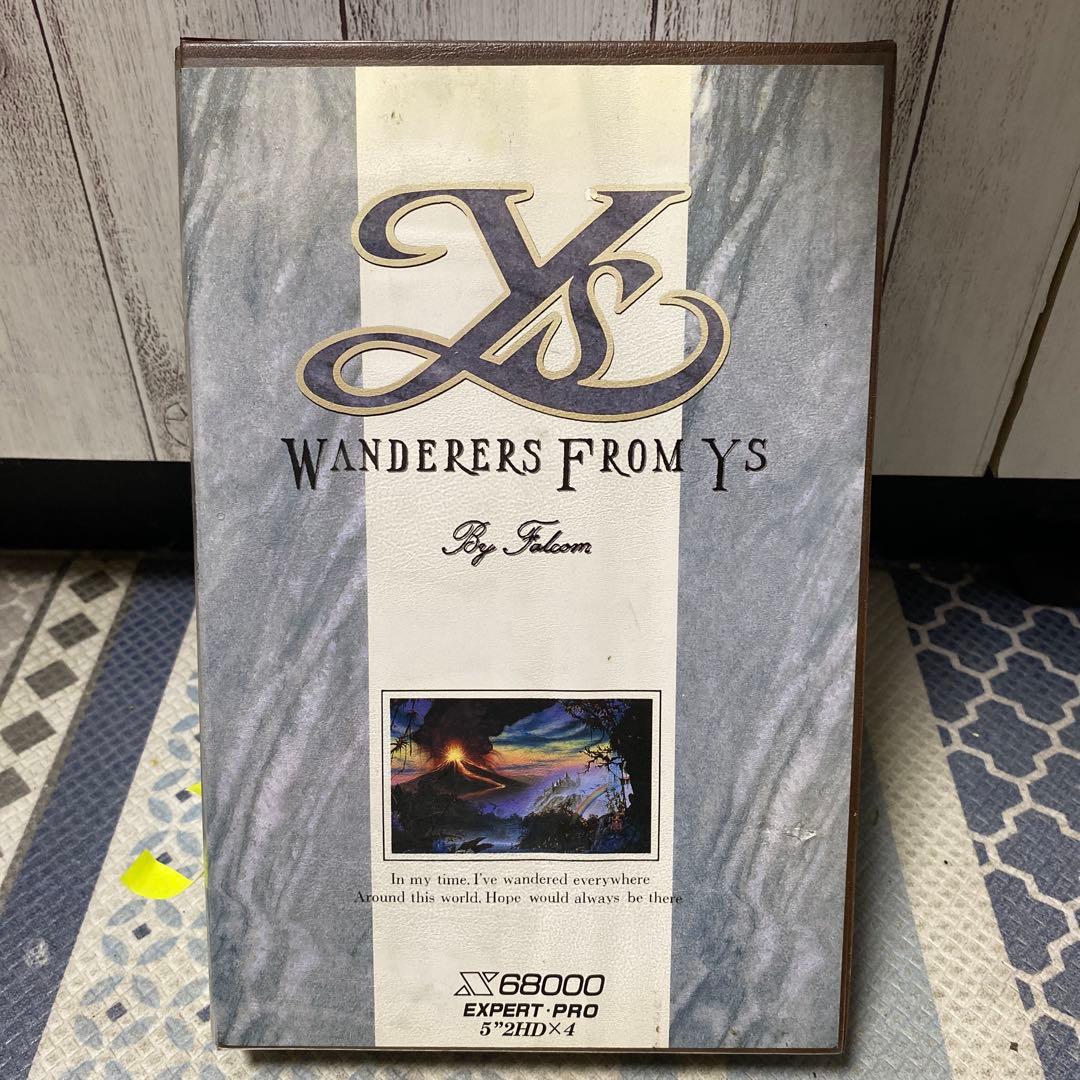 Ys
WANDERERS FROM YS
By Falcom
In my time. I've wandered everywhere
Around this world. Hope would always be there
X68000
EXPERT·PRO
5"2HD×4